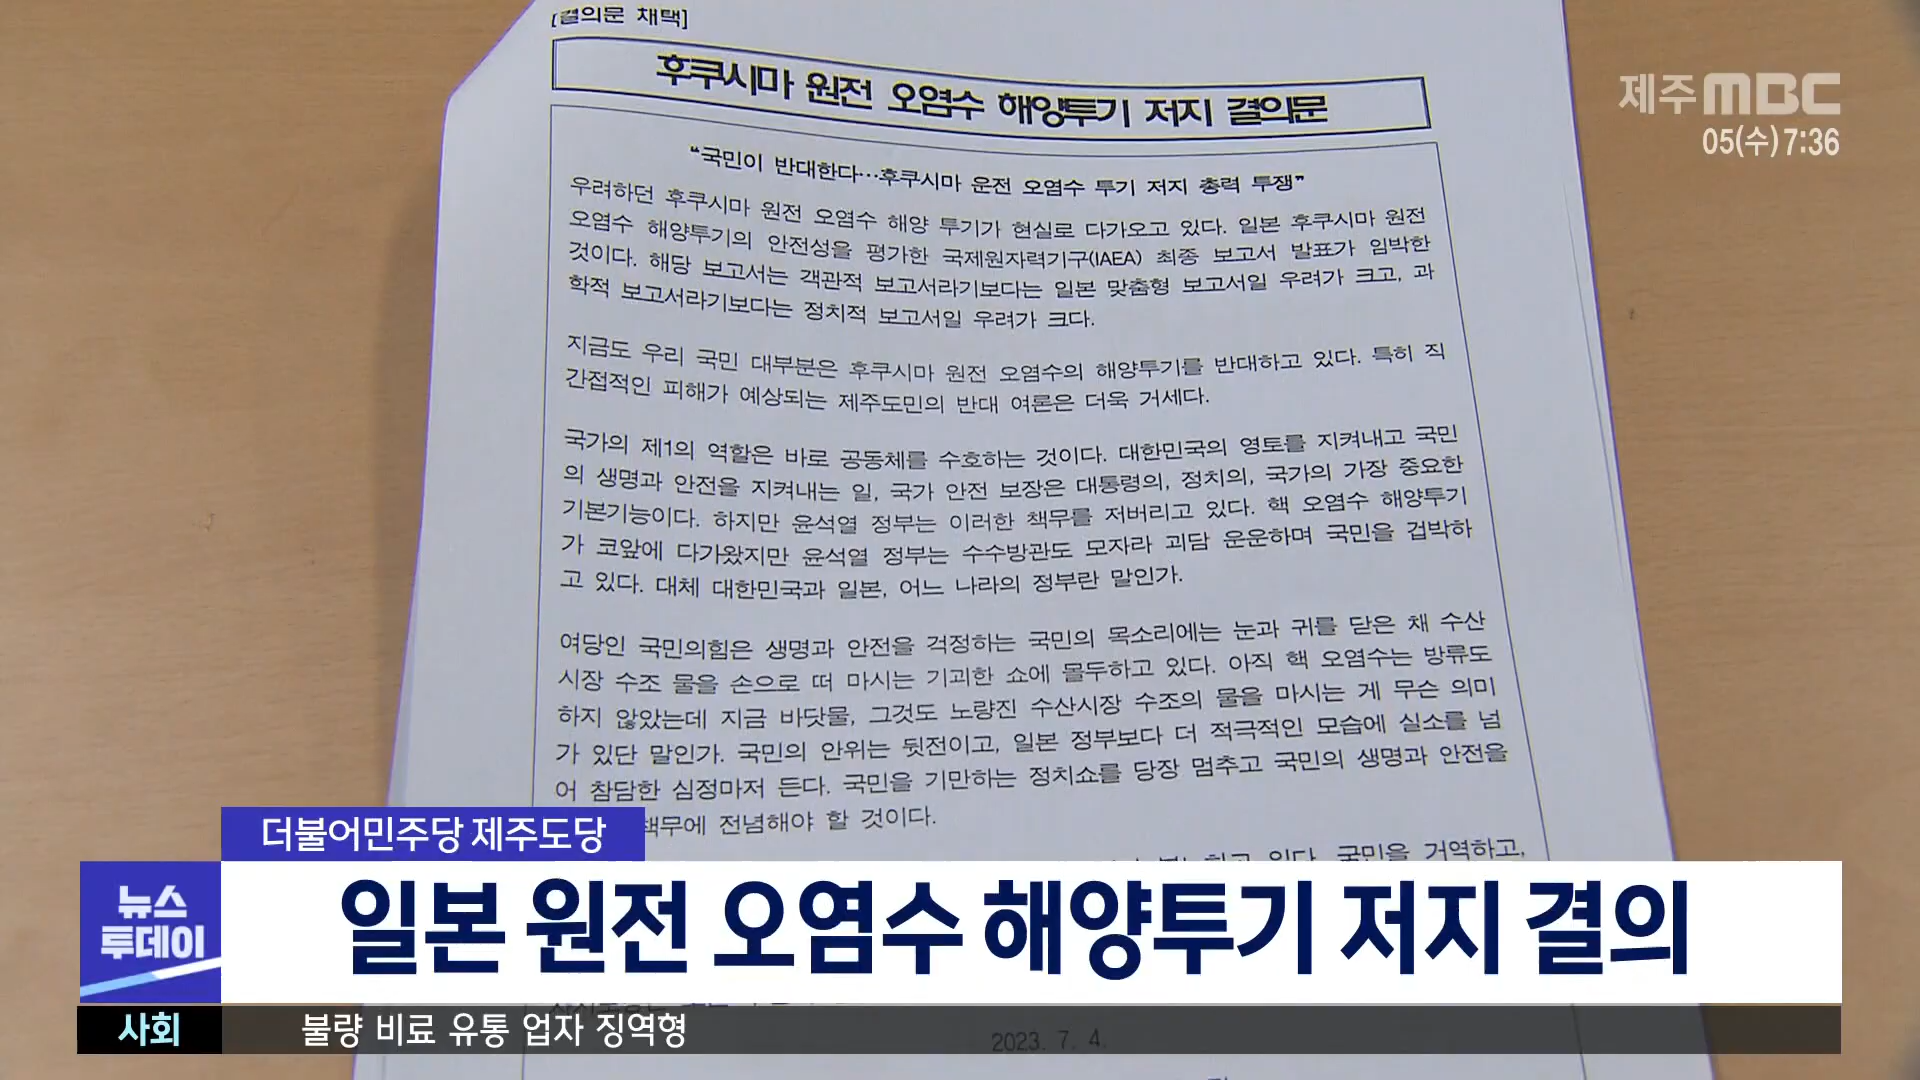 [결의문 채택]
후쿠시마 원전 오염수 해양투기 저지 결의문
제주MBC
05(수) 7:36
“국민이 반대한다…후쿠시마 운전 오염수 투기 저지 총력 투쟁”
우려하던 후쿠시마 원전 오염수 해양 투기가 현실로 다가오고 있다. 일본 후쿠시마 원전
오염수 해양투기의 안전성을 평가한 국제원자력기구(IAEA) 최종 보고서 발표가 임박한
것이다. 해당 보고서는 객관적 보고서라기보다는 일본 맞춤형 보고서일 우려가 크고, 과
학적 보고서라기보다는 정치적 보고서일 우려가 크다.
지금도 우리 국민 대부분은 후쿠시마 원전 오염수의 해양투기를 반대하고 있다. 특히 직
간접적인 피해가 예상되는 제주도민의 반대 여론은 더욱 거세다.
국가의 제1의 역할은 바로 공동체를 수호하는 것이다. 대한민국의 영토를 지켜내고 국민
의 생명과 안전을 지켜내는 일, 국가 안전 보장은 대통령의, 정치의, 국가의 가장 중요한
기본기능이다. 하지만 윤석열 정부는 이러한 책무를 저버리고 있다. 핵 오염수 해양투기
가 코앞에 다가왔지만 윤석열 정부는 수수방관도 모자라 괴담 운운하며 국민을 겁박하
고 있다. 대체 대한민국과 일본, 어느 나라의 정부란 말인가.
여당인 국민의힘은 생명과 안전을 걱정하는 국민의 목소리에는 눈과 귀를 닫은 채 수산
시장 수조 물을 손으로 떠 마시는 기괴한 쇼에 몰두하고 있다. 아직 핵 오염수는 방류도
하지 않았는데 지금 바닷물, 그것도 노량진 수산시장 수조의 물을 마시는 게 무슨 의미
가 있단 말인가. 국민의 안위는 뒷전이고, 일본 정부보다 더 적극적인 모습에 실소를 넘
어 참담한 심정마저 든다. 국민을 기만하는 정치쇼를 당장 멈추고 국민의 생명과 안전을
책무에 전념해야 할 것이다.
하고 있다. 국민을 거역하고,
더불어민주당 제주도당
뉴스
투데이
일본 원전 오염수 해양투기 저지 결의
사회
불량 비료 유통 업자 징역형
2023. 7. 4.